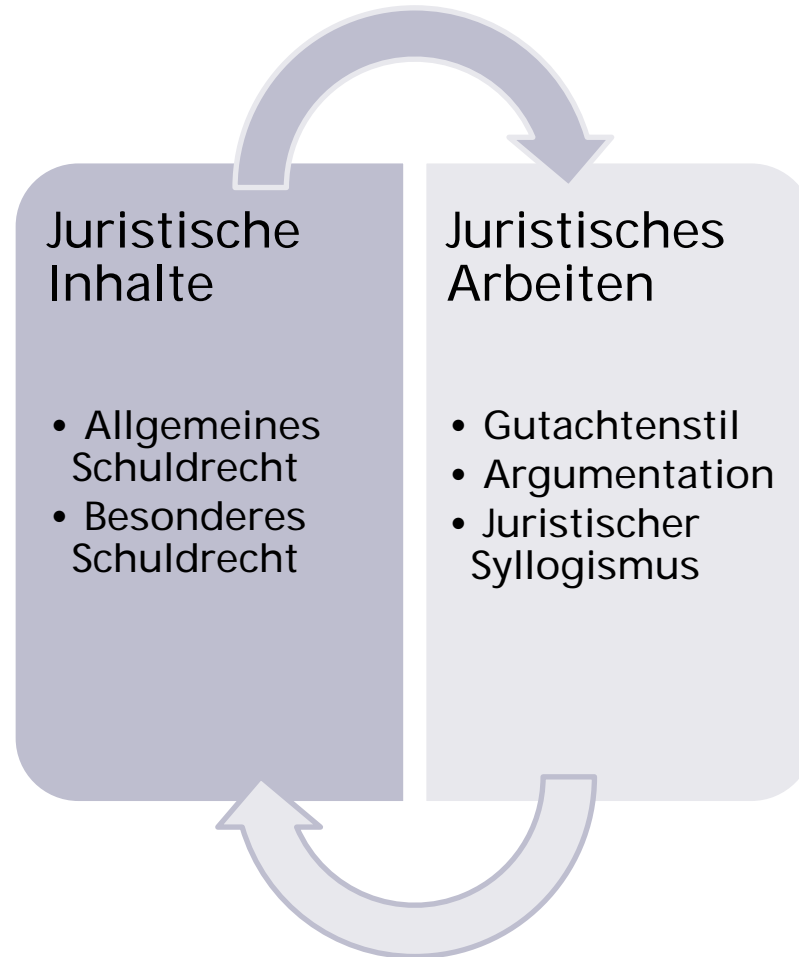 Juristische
Inhalte
• Allgemeines
Schuldrecht
• Besonderes
Schuldrecht
Juristisches
Arbeiten
• Gutachtenstil
• Argumentation
• Juristischer
Syllogismus